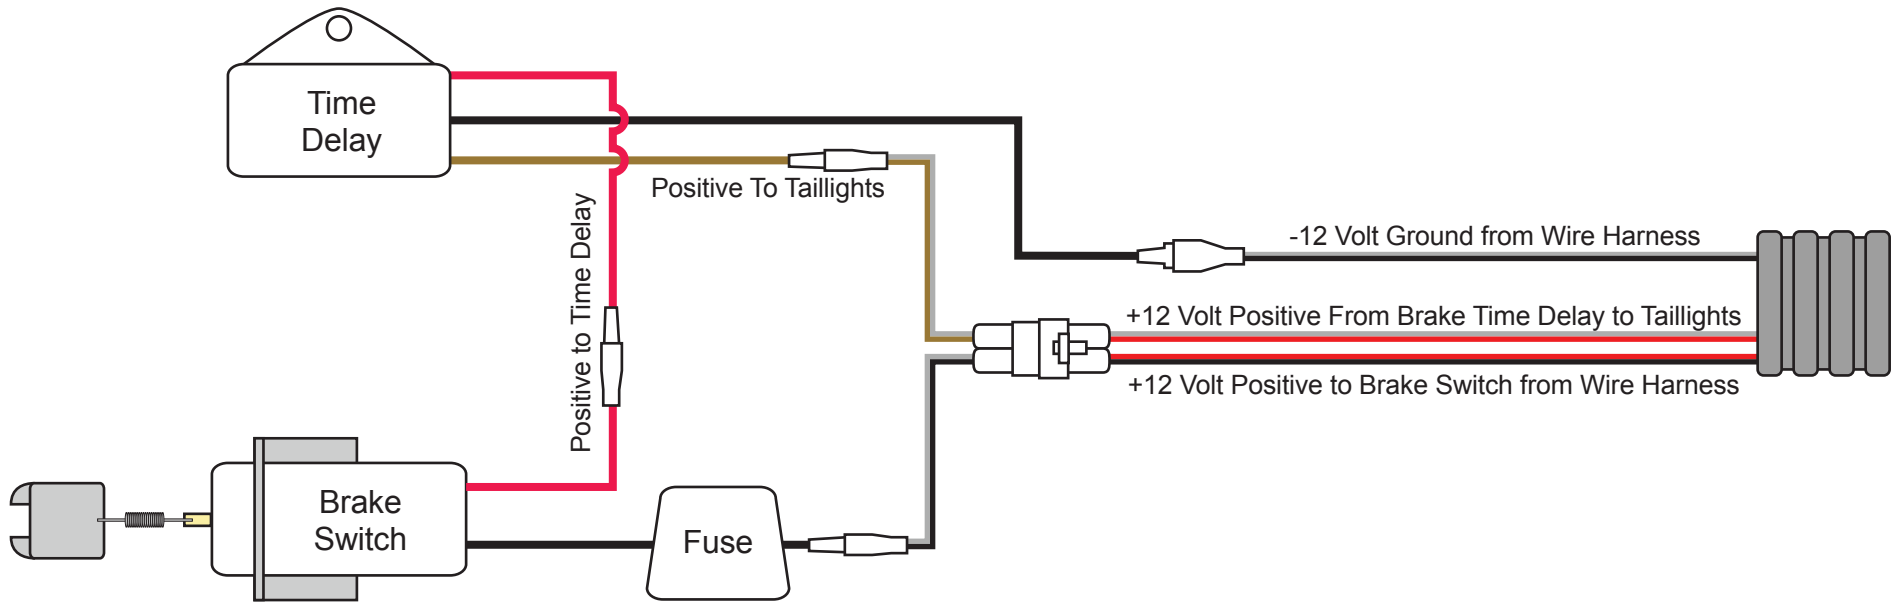 Time
Delay
Positive To Taillights
Positive to Time Delay
-12 Volt Ground from Wire Harness
+12 Volt Positive From Brake Time Delay to Taillights
+12 Volt Positive to Brake Switch from Wire Harness
Brake
Switch
Fuse